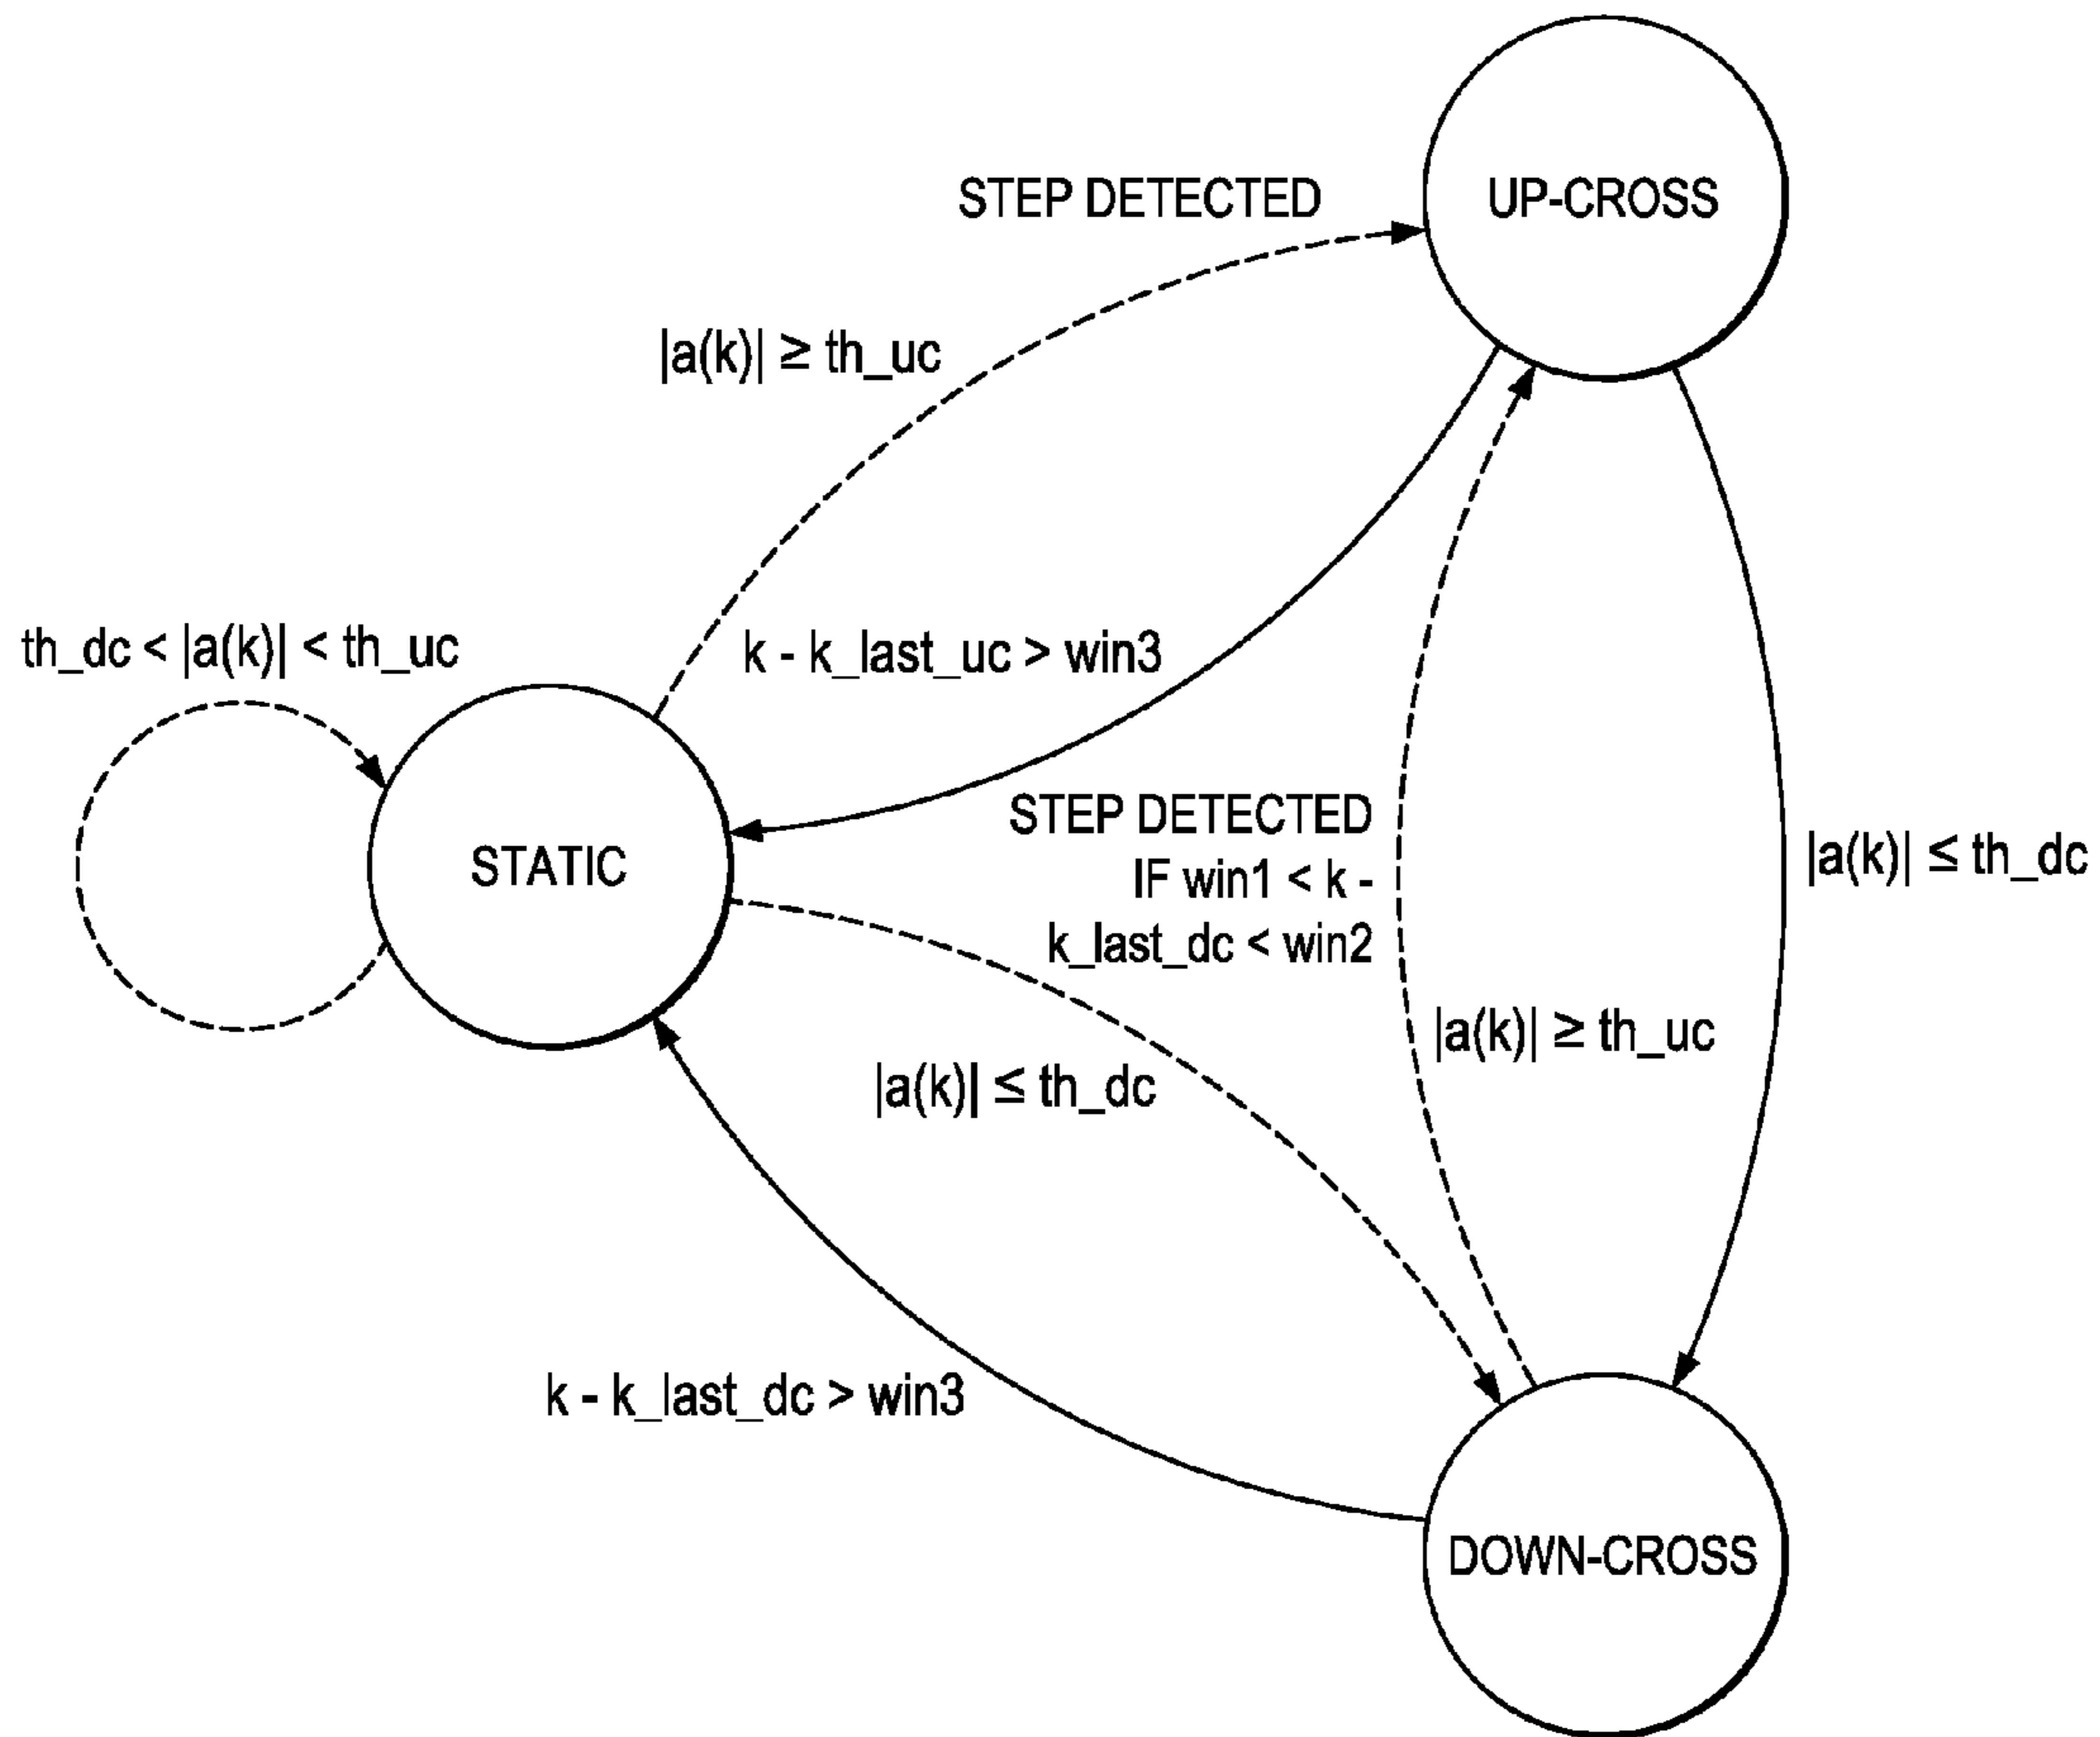 UP-CROSS
STEP DETECTED
|a(k)| ≥ th_uc
th_dc < |a(k)| < th_uc
k - k_last_uc > win3
STATIC
STEP DETECTED
IF win1 < k -
k_last_dc < win2
|a(k)| ≤ th_dc
|a(k)| ≥ th_uc
|a(k)| ≤ th_dc
k - k_last_dc > win3
DOWN-CROSS